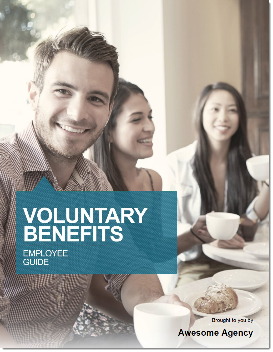 VOLUNTARY
BENEFITS
EMPLOYEE
GUIDE
Brought to you by
Awesome Agency